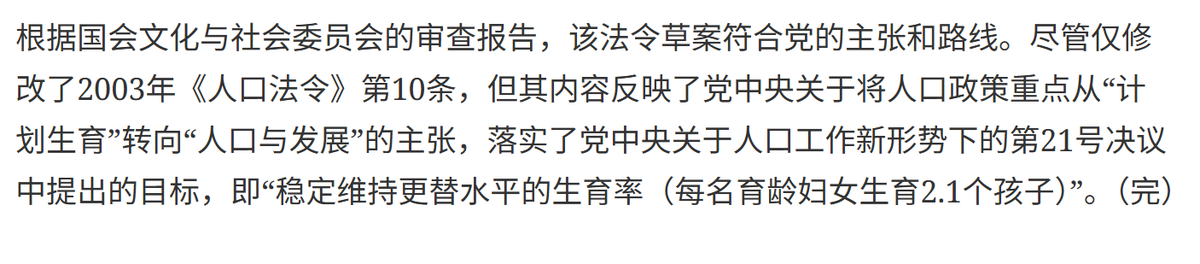 根据国会文化与社会委员会的审查报告，该法令草案符合党的主张和路线。尽管仅修
改了2003年《人口法令》第10条，但其内容反映了党中央关于将人口政策重点从“计
划生育”转向“人口与发展”的主张，落实了党中央关于人口工作新形势下的第21号决议
中提出的目标，即“稳定维持更替水平的生育率（每名育龄妇女生育2.1个孩子）”。（完）